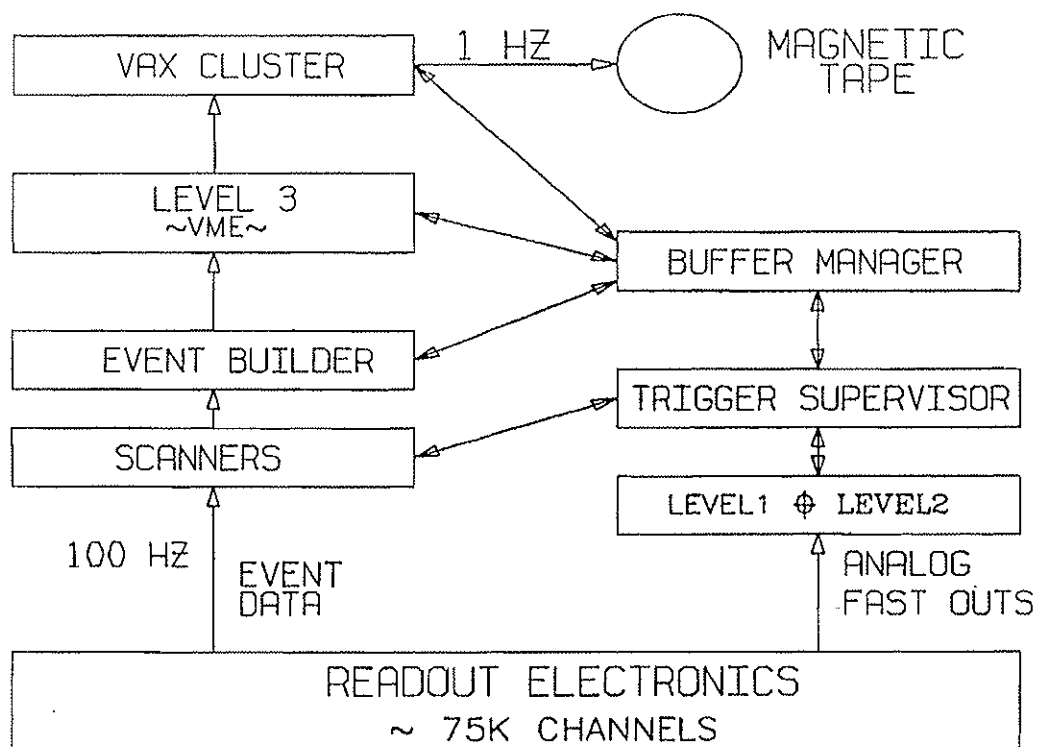 VAX CLUSTER
1 HZ
MAGNETIC
TAPE
LEVEL 3
~VME~
BUFFER MANAGER
EVENT BUILDER
TRIGGER SUPERVISOR
SCANNERS
LEVEL1 ⌖ LEVEL2
100 HZ
EVENT
DATA
ANALOG
FAST OUTS
READOUT ELECTRONICS
~ 75K CHANNELS